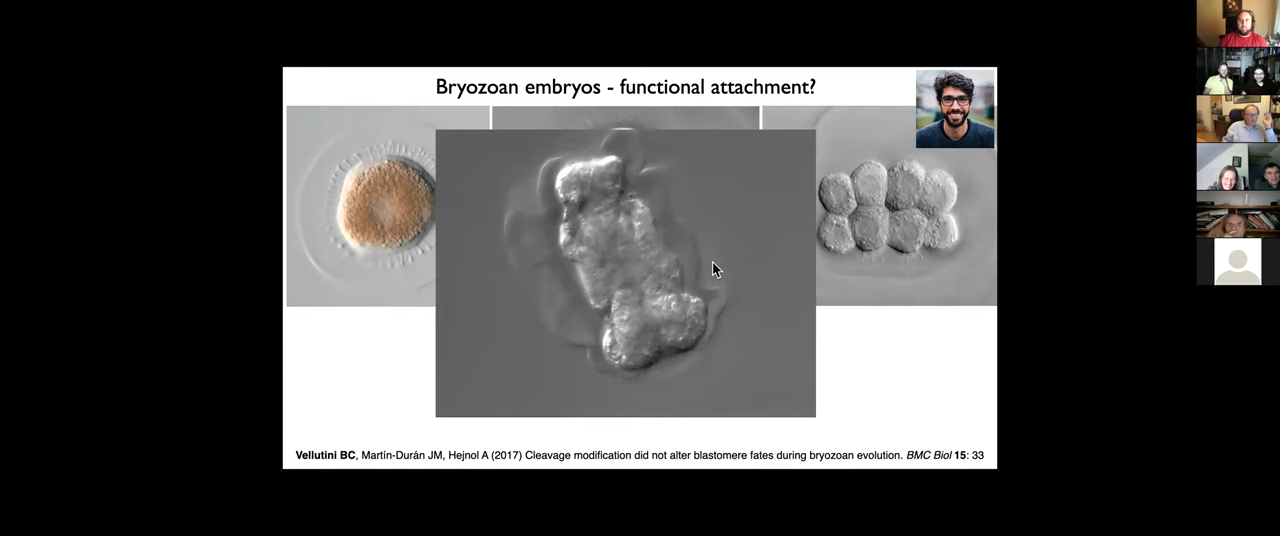 Bryozoan embryos - functional attachment?
Vellutini BC, Martín-Durán JM, Hejnol A (2017) Cleavage modification did not alter blastomere fates during bryozoan evolution. BMC Biol 15: 33